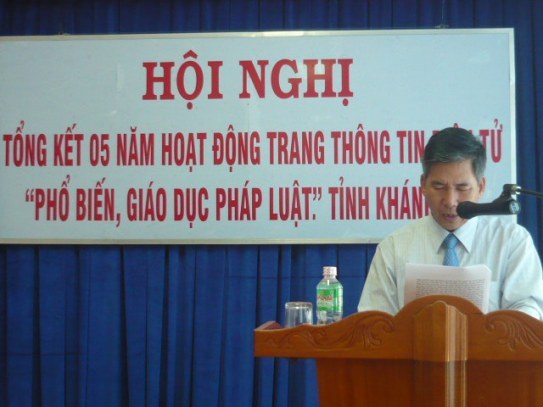 HỘI NGHỊ
TỔNG KẾT 05 NĂM HOẠT ĐỘNG TRANG THÔNG TIN TỬ
"PHỔ BIẾN, GIÁO DỤC PHÁP LUẬT." TỈNH